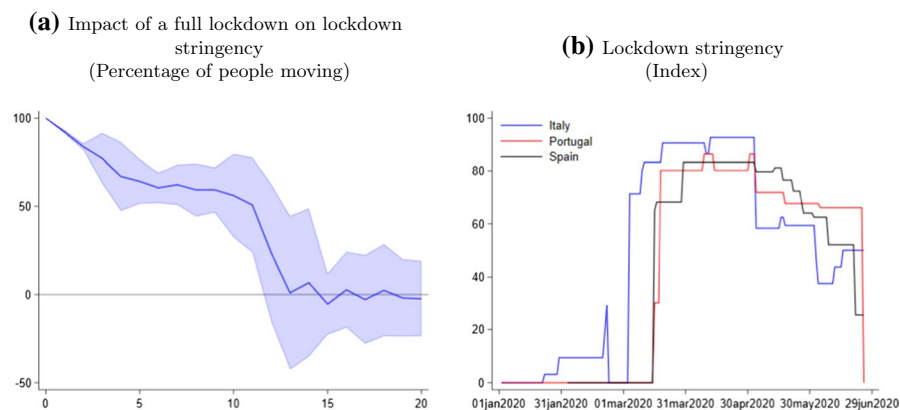 (a) Impact of a full lockdown on lockdown
stringency
(Percentage of people moving)
100
50
0
-50
0 5 10 15 20
(b) Lockdown stringency
(Index)
100
80
60
40
20
0
Italy
Portugal
Spain
01jan2020 31jan2020 01mar2020 31mar2020 30apr2020 30may2020 29jun2020